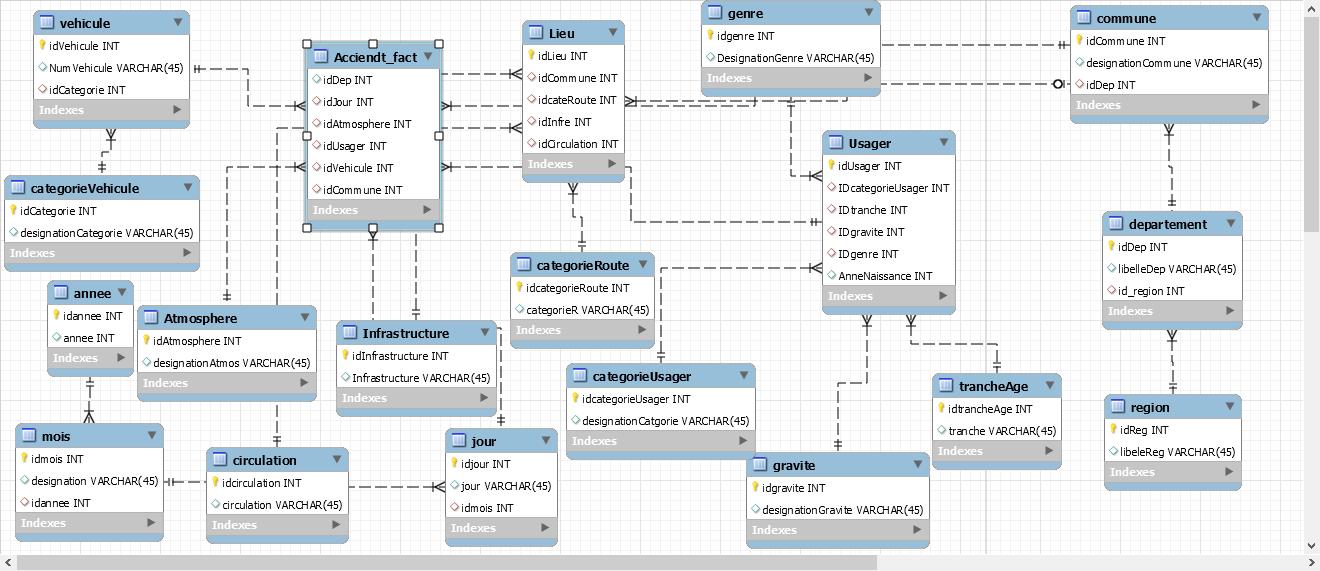 vehicule
idVehicule INT
NumVehicule VARCHAR(45)
idCategorie INT
Indexes
categorieVehicule
idCategorie INT
designationCategorie VARCHAR(45)
Indexes
annee
idannee INT
annee INT
Indexes
mois
idmois INT
designation VARCHAR(45)
idannee INT
Indexes
Atmosphere
idAtmosphere INT
designationAtmos VARCHAR(45)
Indexes
circulation
idcirculation INT
circulation VARCHAR(45)
Indexes
Acciendt_fact
idDep INT
idJour INT
idAtmosphere INT
idUsager INT
idVehicule INT
idCommune INT
Indexes
Infrastructure
idInfrastructure INT
Infrastructure VARCHAR(45)
Indexes
jour
idjour INT
jour VARCHAR(45)
idmois INT
Indexes
Lieu
idLieu INT
idCommune INT
idcateRoute INT
idInfre INT
idCirculation INT
Indexes
categorieRoute
idcategorieRoute INT
categorieR VARCHAR(45)
Indexes
categorieUsager
idcategorieUsager INT
designationCatgorie VARCHAR(45)
Indexes
genre
idgenre INT
DesignationGenre VARCHAR(45)
Indexes
Usager
idUsager INT
IDcategorieUsager INT
IDtranche INT
IDgravite INT
IDgenre INT
AnneNaissance INT
Indexes
gravite
idgravite INT
designationGravite VARCHAR(45)
Indexes
trancheAge
idtrancheAge INT
tranche VARCHAR(45)
Indexes
commune
idCommune INT
designationCommune VARCHAR(45)
idDep INT
Indexes
departement
idDep INT
libelleDep VARCHAR(45)
id_region INT
Indexes
region
idReg INT
libeleReg VARCHAR(45)
Indexes